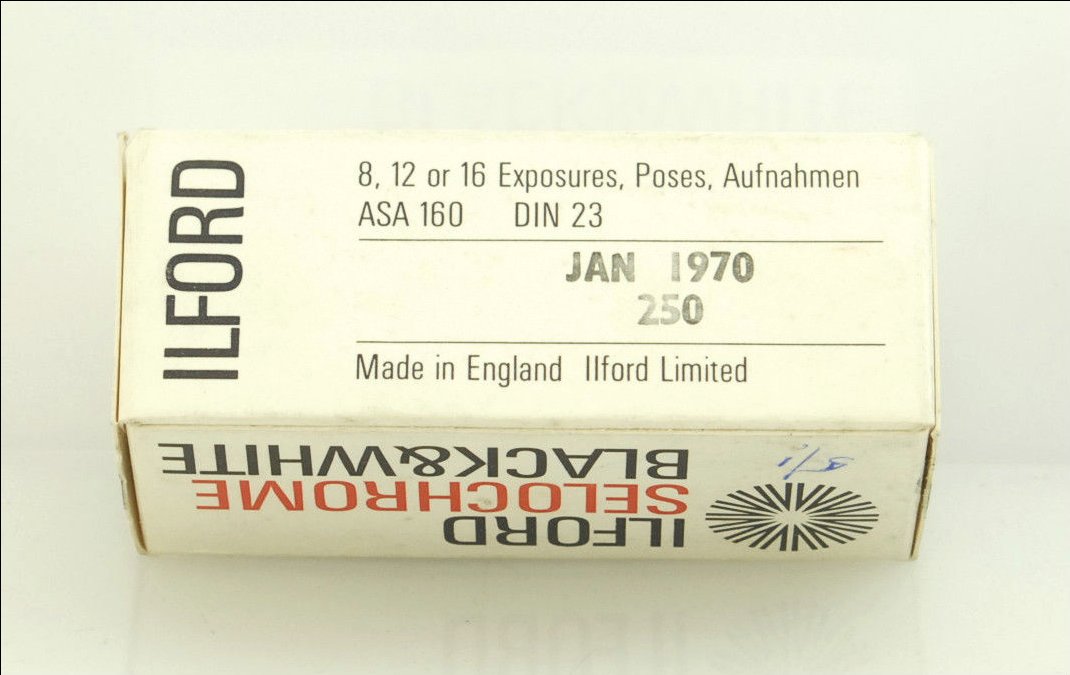 ILFORD
8, 12 or 16 Exposures, Poses, Aufnahmen
ASA 160 DIN 23
JAN 1970
250
Made in England Ilford Limited
ILFORD
SELOCHROME
BLACK&WHITE